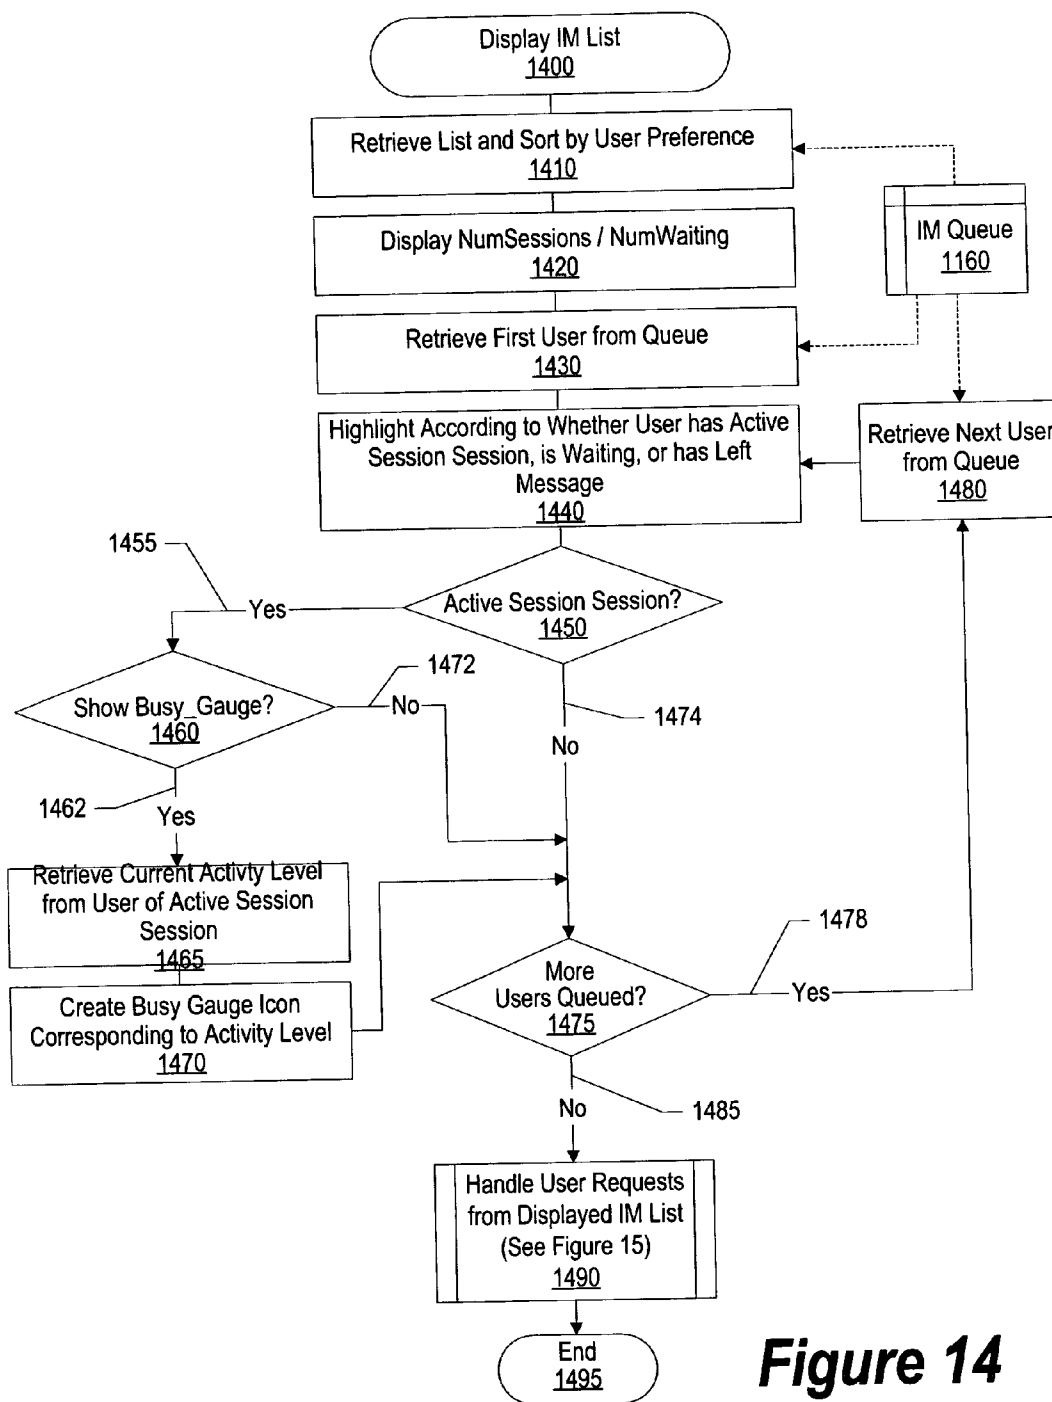 Display IM List
1400
Retrieve List and Sort by User Preference
1410
Display NumSessions / NumWaiting
1420
IM Queue
1160
Retrieve First User from Queue
1430
Highlight According to Whether User has Active
Session Session, is Waiting, or has Left
Message
1440
Retrieve Next User
from Queue
1480
1455
Yes
Active Session Session?
1450
1472
Show Busy_Gauge?
1460
No
1474
No
1462
Yes
Retrieve Current Activty Level
from User of Active Session
Session
1465
1478
More
Users Queued?
1475
Yes
Create Busy Gauge Icon
Corresponding to Activity Level
1470
No
1485
Handle User Requests
from Displayed IM List
(See Figure 15)
1490
End
1495
Figure 14